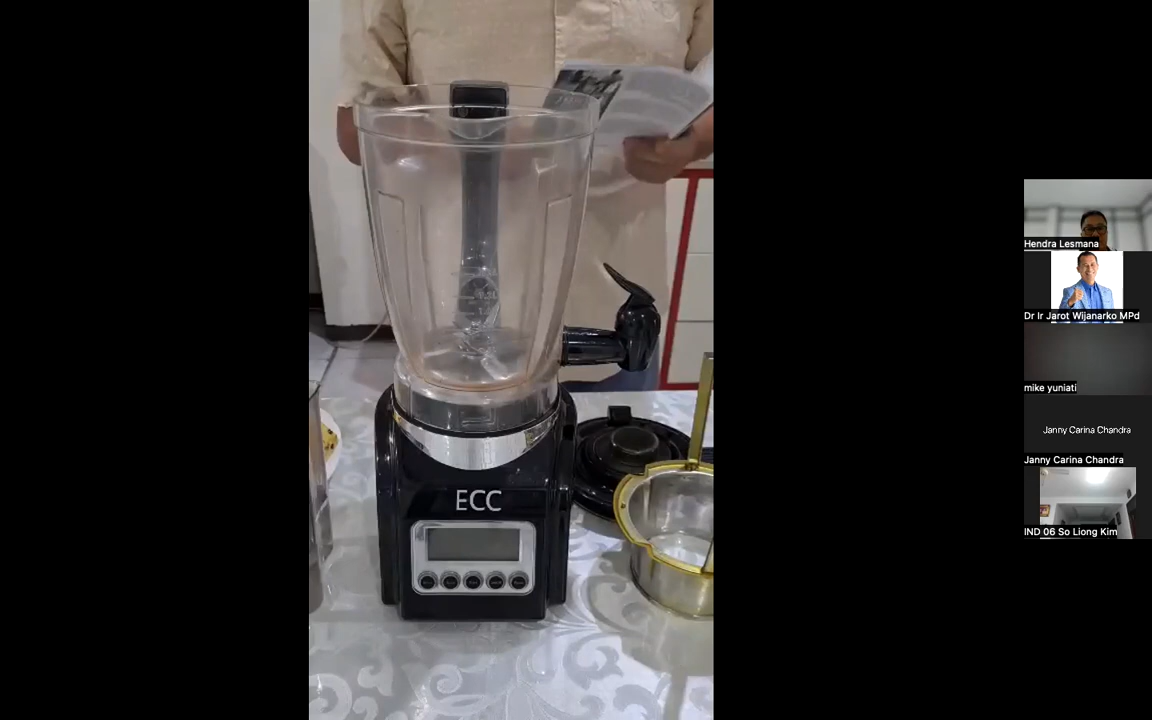 ECC
Hendra Lesmana
Dr Ir Jarot Wijanarko MPd
mike yuniati
Janny Carina Chandra
Janny Carina Chandra
IND 06 So Liong Kim